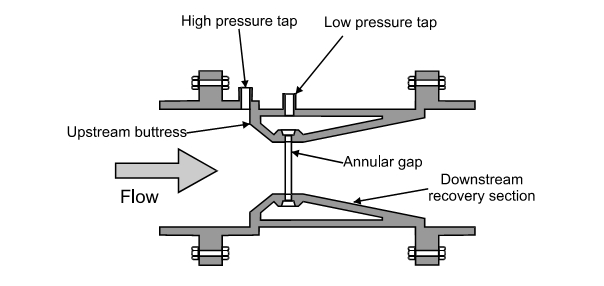 High pressure tap
Low pressure tap
Upstream buttress
Annular gap
Flow
Downstream
recovery section